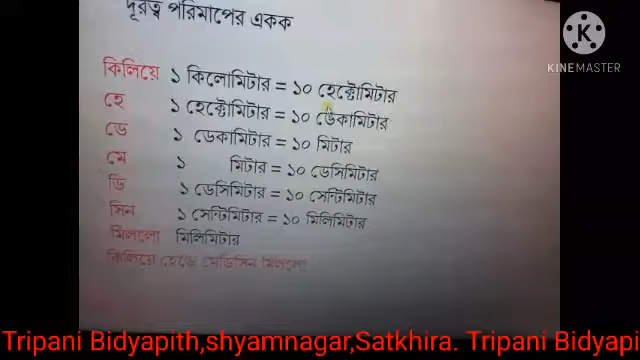 দূরত্ব পরিমাপের একক
KINEMASTER
কিলিয়ে ১ কিলোমিটার = ১০ হেক্টোমিটার
হে ১ হেক্টোমিটার = ১০ ডেকামিটার
ডে ১ ডেকামিটার = ১০ মিটার
মে ১ মিটার = ১০ ডেসিমিটার
ডি ১ ডেসিমিটার = ১০ সেন্টিমিটার
সিন ১ সেন্টিমিটার = ১০ মিলিমিটার
মিললো মিলিমিটার
কিলিয়ে হেডে মেডিসিন মিললো
Tripani Bidyapith,shyamnagar,Satkhira. Tripani Bidyapi